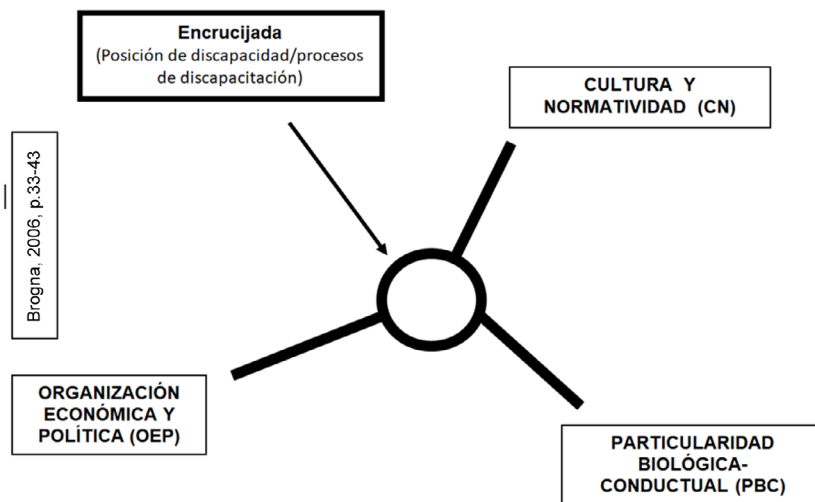 Encrucijada
(Posición de discapacidad/procesos
de discapacitación)
CULTURA Y
NORMATIVIDAD (CN)
Brogna, 2006, p.33-43
ORGANIZACIÓN
ECONÓMICA Y
POLÍTICA (OEP)
PARTICULARIDAD
BIOLÓGICA-
CONDUCTUAL (PBC)